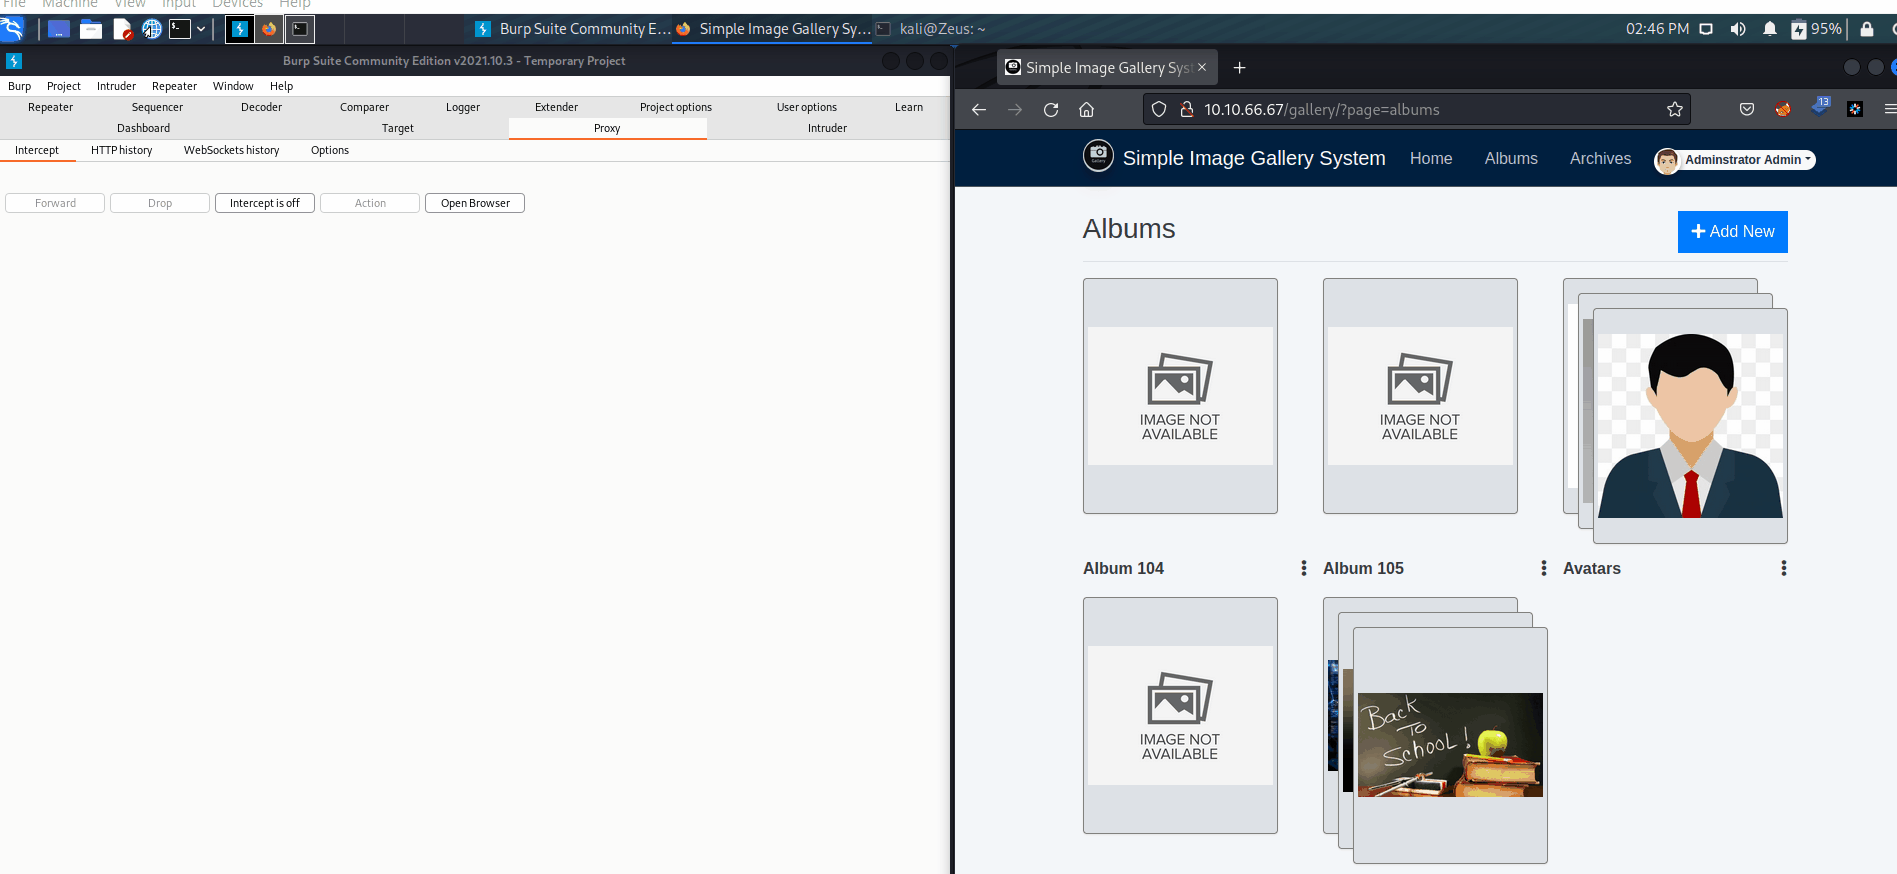 File Machine View Input Devices Help
Burp Suite Community E... Simple Image Gallery Sy... kali@Zeus: ~ 02:46 PM 95%
Burp Suite Community Edition v2021.10.3 - Temporary Project
Burp Project Intruder Repeater Window Help
Repeater Sequencer Decoder Comparer Logger Extender Project options User options Learn
Dashboard Target Proxy Intruder
Intercept HTTP history WebSockets history Options
Forward Drop Intercept is off Action Open Browser
Simple Image Gallery Syst
10.10.66.67/gallery/?page=albums
13
Simple Image Gallery System Home Albums Archives Adminstrator Admin
Albums
Add New
IMAGE NOT
AVAILABLE
IMAGE NOT
AVAILABLE
Album 104
Album 105
Avatars
IMAGE NOT
AVAILABLE
Back
To
School!